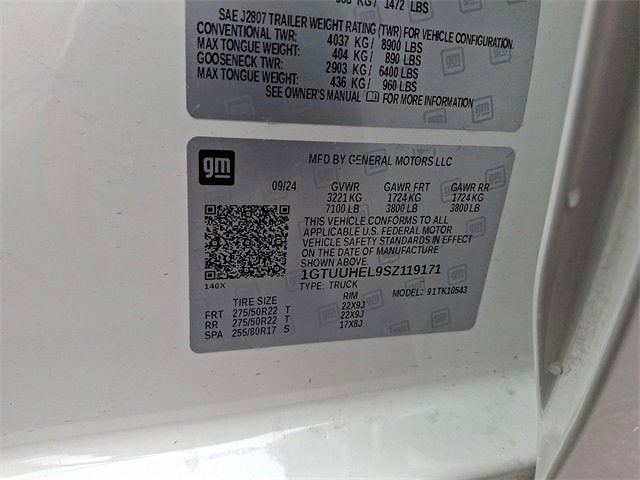 KG / 1472 LBS
SAE J2807 TRAILER WEIGHT RATING (TWR) FOR VEHICLE CONFIGURATION.
CONVENTIONAL TWR: 4037 KG / 8900 LBS
MAX TONGUE WEIGHT: 404 KG / 890 LBS
GOOSENECK TWR: 2903 KG / 6400 LBS
MAX TONGUE WEIGHT: 436 KG / 960 LBS
SEE OWNER'S MANUAL FOR MORE INFORMATION
gm
MFD BY GENERAL MOTORS LLC
09/24 GVWR GAWR FRT GAWR RR
3221 KG 1724 KG 1724 KG
7100 LB 3800 LB 3800 LB
THIS VEHICLE CONFORMS TO ALL
APPLICABLE U.S. FEDERAL MOTOR
VEHICLE SAFETY STANDARDS IN EFFECT
ON THE DATE OF MANUFACTURE
SHOWN ABOVE.
1GTUUHEL9SZ119171
140X TYPE: TRUCK MODEL: 91TK10543
TIRE SIZE RIM
FRT 275/50R22 T 22X9J
RR 275/50R22 T 22X9J
SPA 255/80R17 S 17X8J